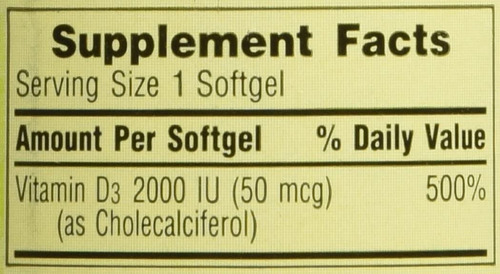 Supplement Facts
Serving Size 1 Softgel
Amount Per Softgel % Daily Value
Vitamin D3 2000 IU (50 mcg) 500%
(as Cholecalciferol)